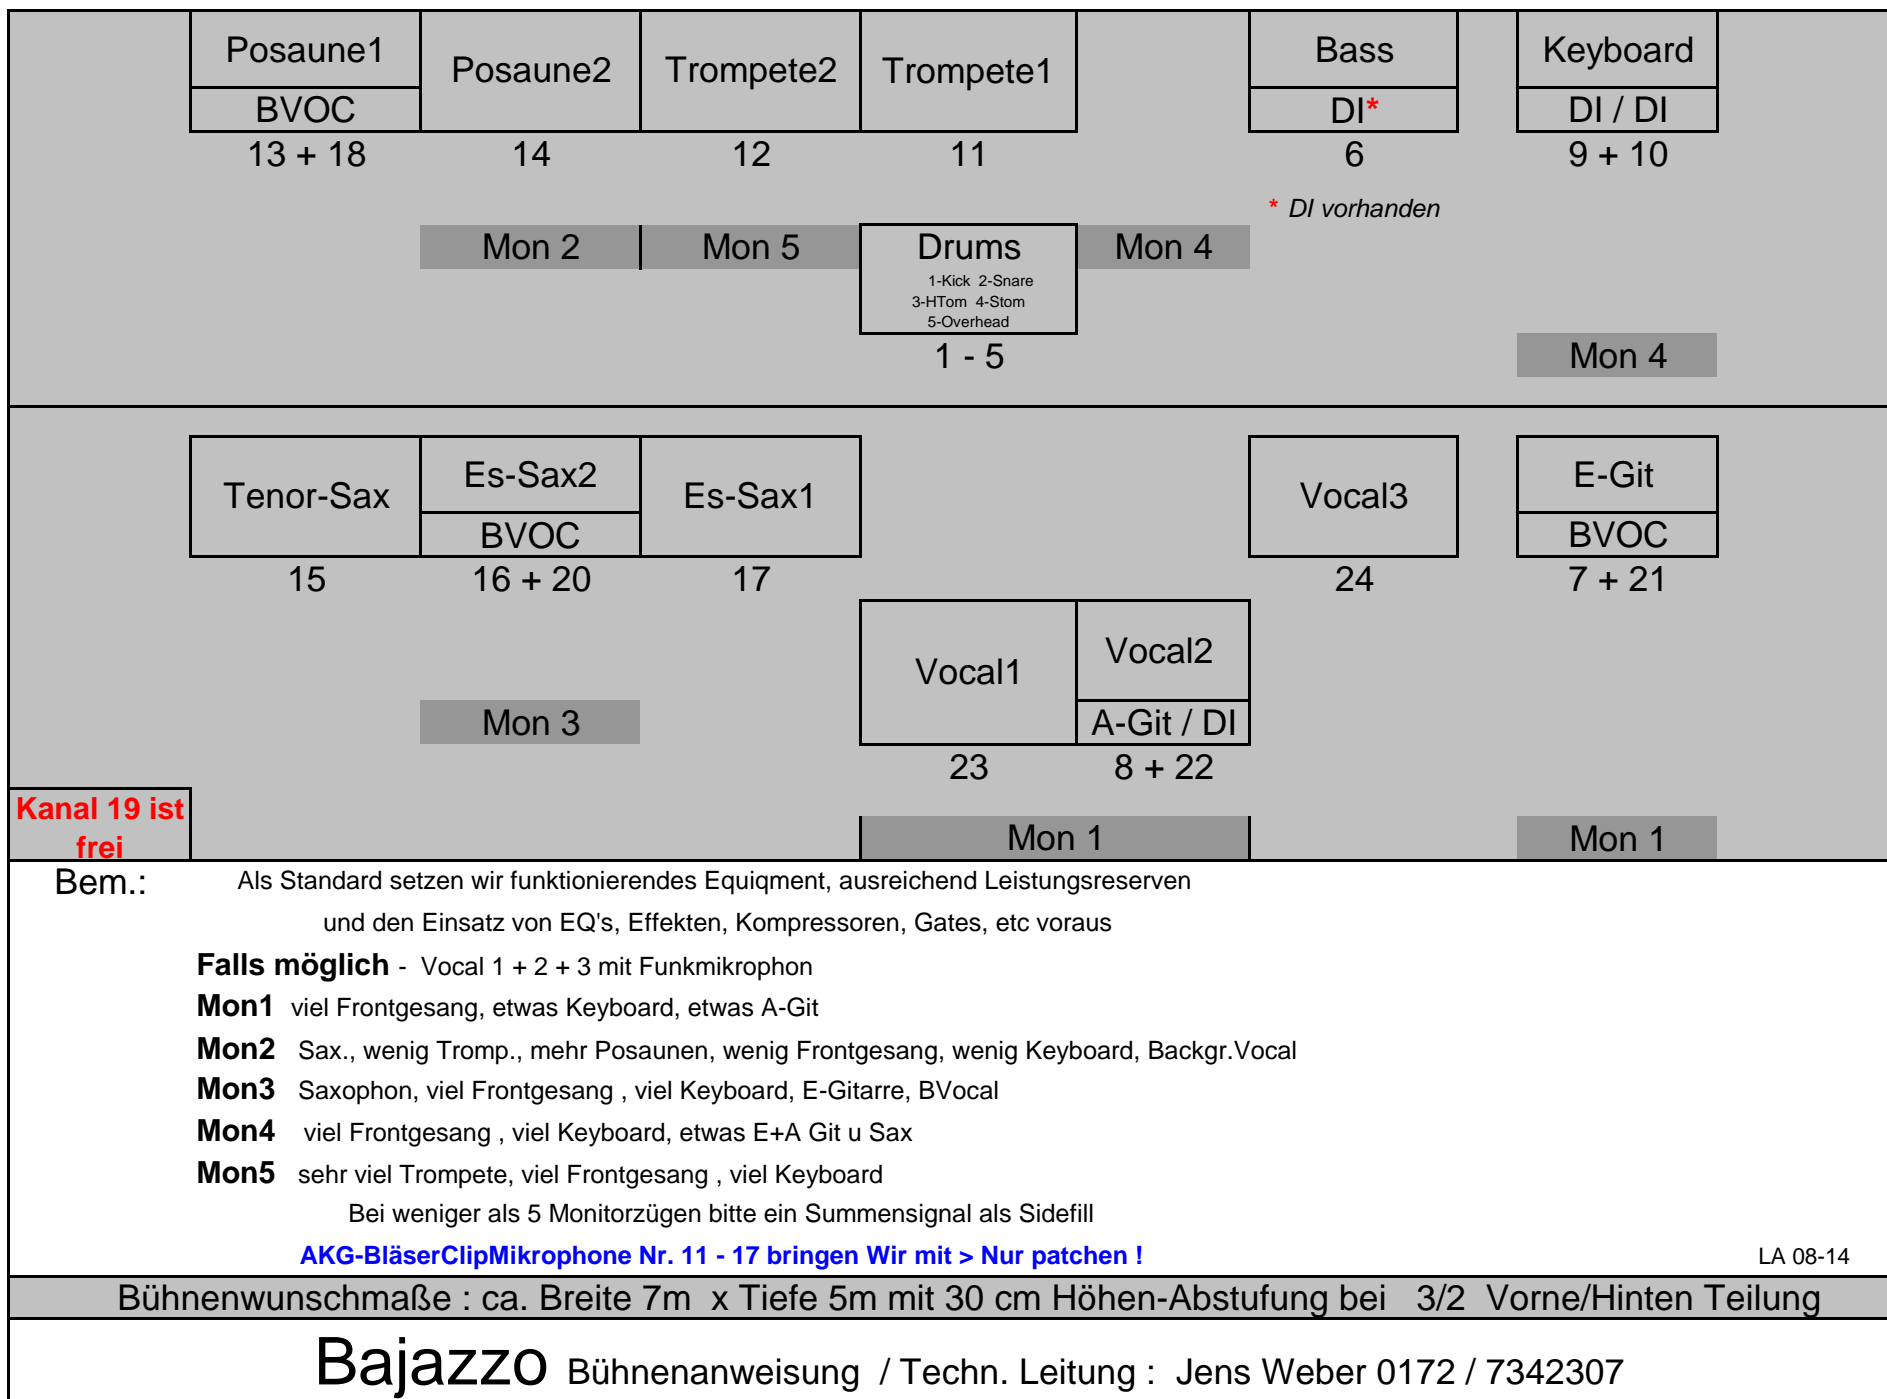 Posaune1 Posaune2 Trompete2 Trompete1 Bass Keyboard
BVOC DI* DI / DI
13 + 18 14 12 11 6 9 + 10
* DI vorhanden
Mon 2 Mon 5 Drums Mon 4
1-Kick 2-Snare
3-HTom 4-Stom
5-Overhead
1 - 5 Mon 4
Tenor-Sax Es-Sax2 Es-Sax1 Vocal3 E-Git
BVOC BVOC
15 16 + 20 17 24 7 + 21
Vocal1 Vocal2
Mon 3 A-Git / DI
23 8 + 22
Kanal 19 ist
frei
Mon 1 Mon 1
Bem.: Als Standard setzen wir funktionierendes Equiqment, ausreichend Leistungsreserven
und den Einsatz von EQ's, Effekten, Kompressoren, Gates, etc voraus
Falls möglich - Vocal 1 + 2 + 3 mit Funkmikrophon
Mon1 viel Frontgesang, etwas Keyboard, etwas A-Git
Mon2 Sax., wenig Tromp., mehr Posaunen, wenig Frontgesang, wenig Keyboard, Backgr.Vocal
Mon3 Saxophon, viel Frontgesang , viel Keyboard, E-Gitarre, BVocal
Mon4 viel Frontgesang , viel Keyboard, etwas E+A Git u Sax
Mon5 sehr viel Trompete, viel Frontgesang , viel Keyboard
Bei weniger als 5 Monitorzügen bitte ein Summensignal als Sidefill
AKG-BläserClipMikrophone Nr. 11 - 17 bringen Wir mit > Nur patchen ! LA 08-14
Bühnenwunschmaße : ca. Breite 7m x Tiefe 5m mit 30 cm Höhen-Abstufung bei 3/2 Vorne/Hinten Teilung
Bajazzo Bühnenanweisung / Techn. Leitung : Jens Weber 0172 / 7342307